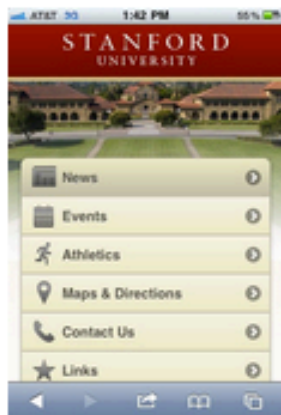 AT&T 3G 1:42 PM 55%
STANFORD
UNIVERSITY
News
Events
Athletics
Maps & Directions
Contact Us
Links